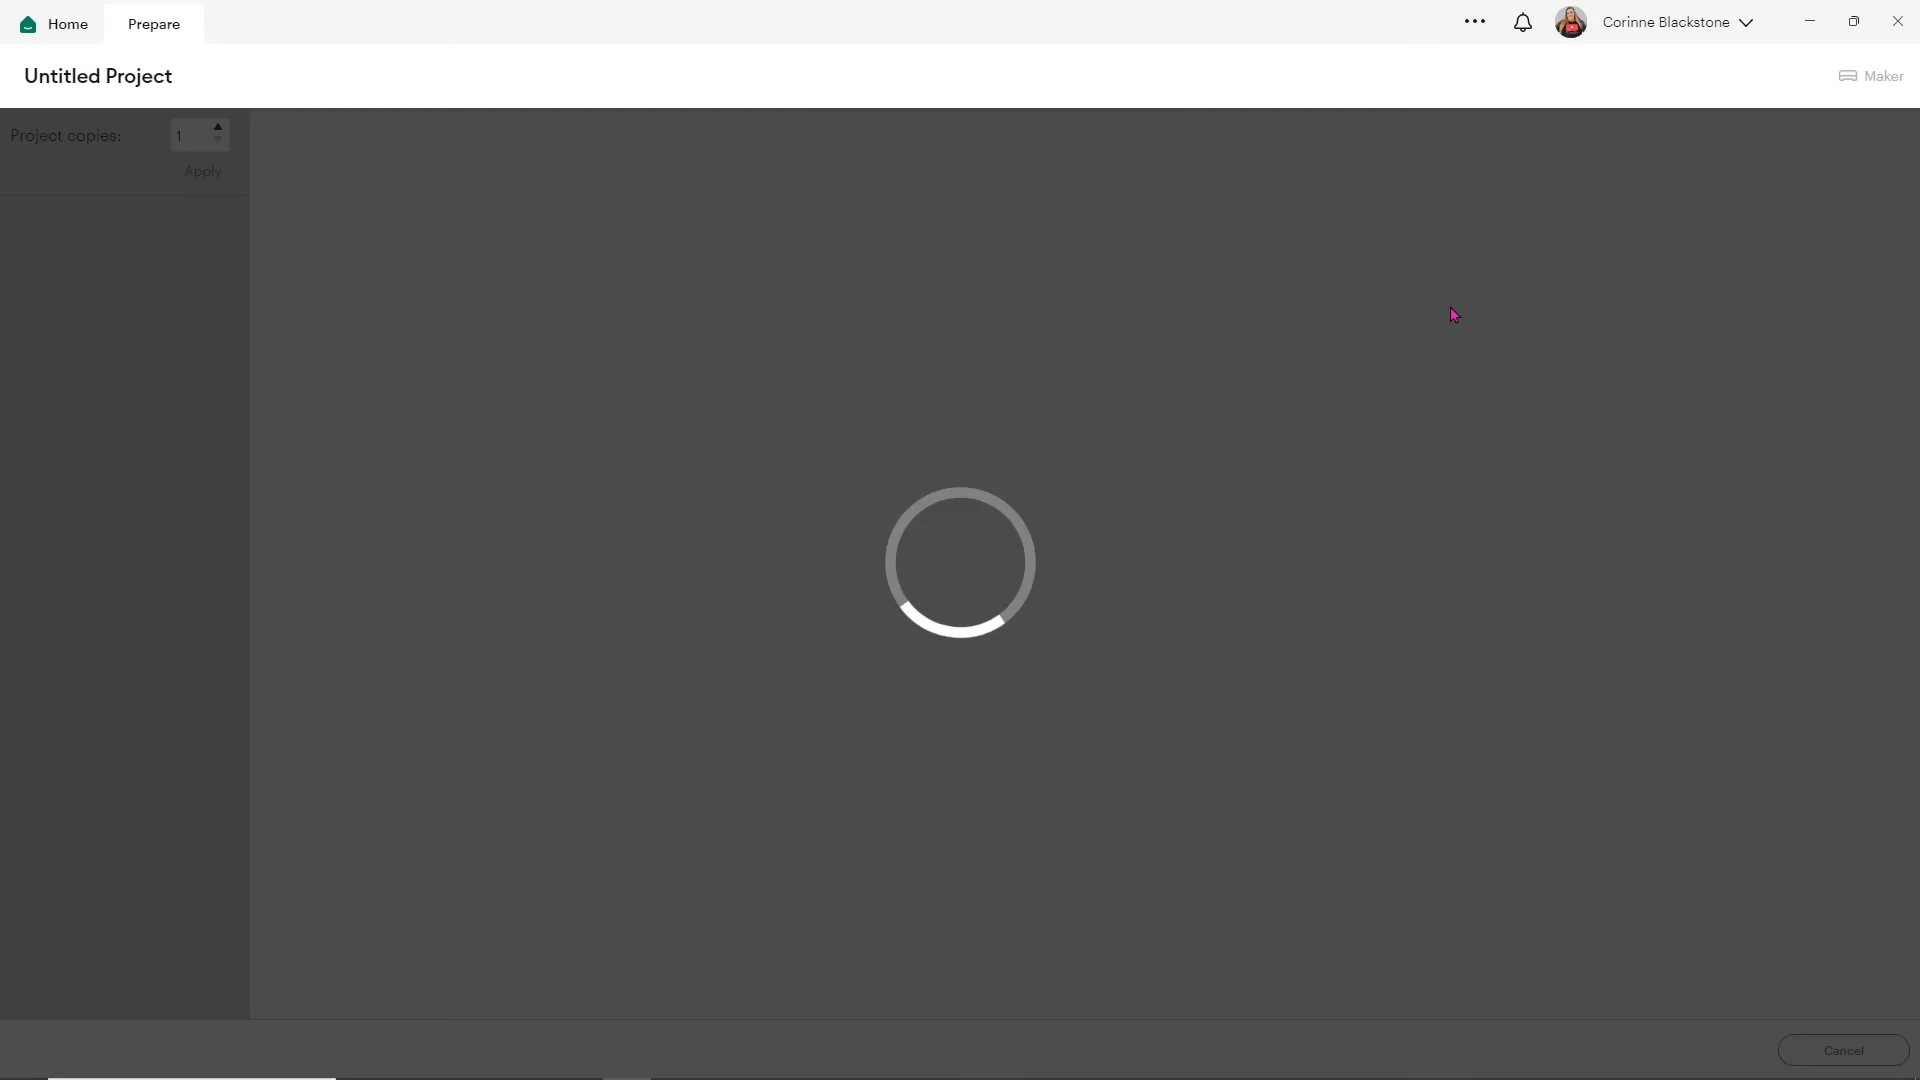 Home
Prepare
Corinne Blackstone
Untitled Project
Maker
Project copies:
1
Apply
Cancel